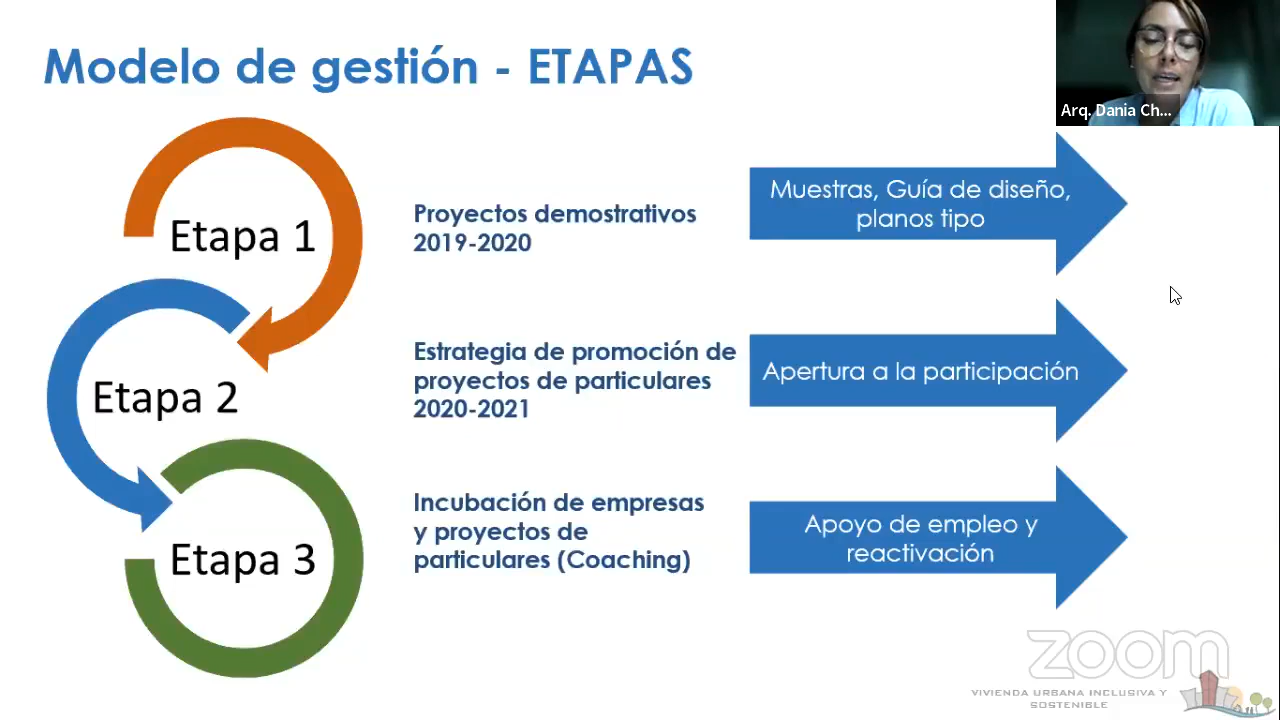 Modelo de gestión - ETAPAS
Arq. Dania Ch...
Etapa 1
Proyectos demostrativos
2019-2020
Muestras, Guía de diseño,
planos tipo
Etapa 2
Estrategia de promoción de
proyectos de particulares
2020-2021
Apertura a la participación
Etapa 3
Incubación de empresas
y proyectos de
particulares (Coaching)
Apoyo de empleo y
reactivación
zoom
VIVIENDA URBANA INCLUSIVA Y
SOSTENIBLE